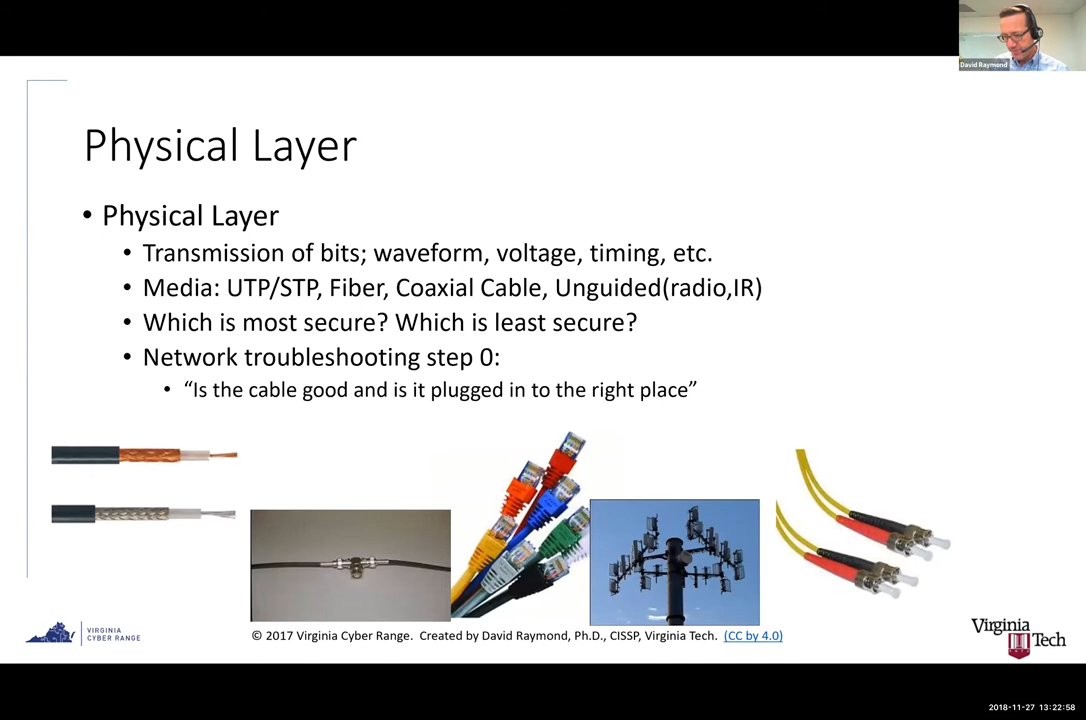 David Raymond
Physical Layer
• Physical Layer
• Transmission of bits; waveform, voltage, timing, etc.
• Media: UTP/STP, Fiber, Coaxial Cable, Unguided(radio,IR)
• Which is most secure? Which is least secure?
• Network troubleshooting step 0:
• “Is the cable good and is it plugged in to the right place”
VIRGINIA
CYBER RANGE
© 2017 Virginia Cyber Range. Created by David Raymond, Ph.D., CISSP, Virginia Tech. (CC by 4.0)
Virginia
Tech
2018-11-27 13:22:58